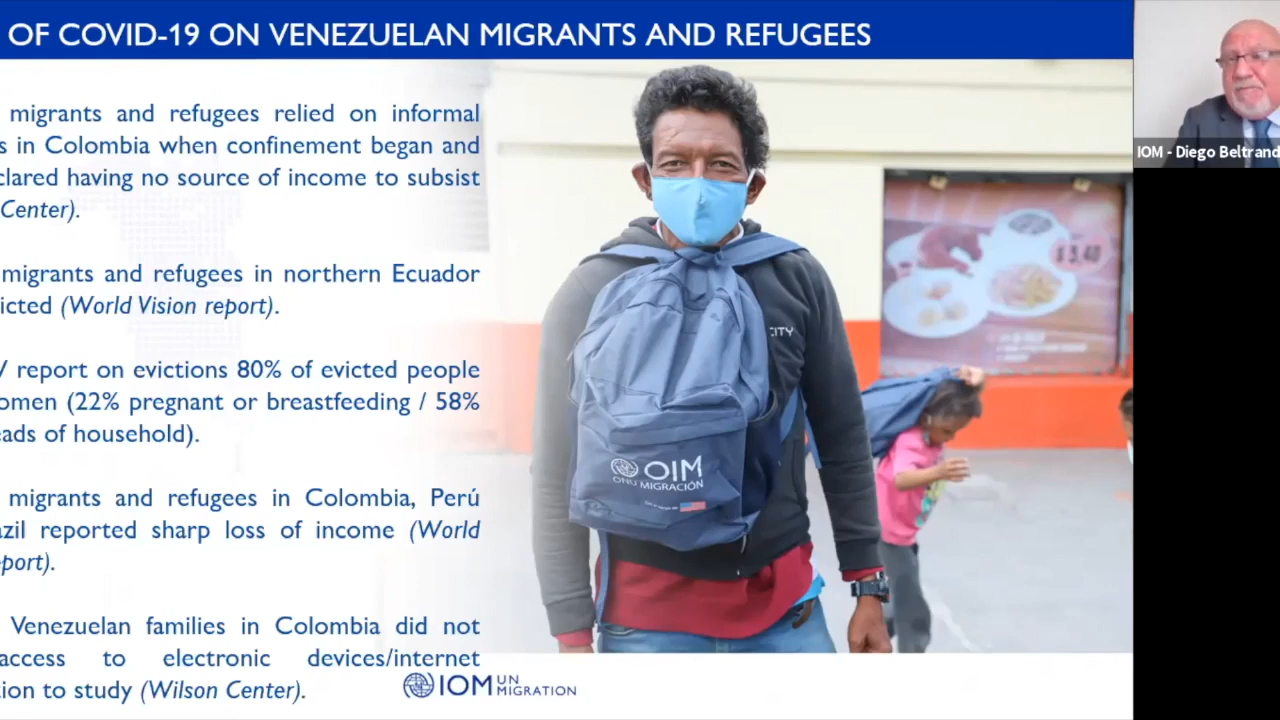 OF COVID-19 ON VENEZUELAN MIGRANTS AND REFUGEES
migrants and refugees relied on informal
s in Colombia when confinement began and
clared having no source of income to subsist
Center).
migrants and refugees in northern Ecuador
icted (World Vision report).
V report on evictions 80% of evicted people
omen (22% pregnant or breastfeeding / 58%
eads of household).
migrants and refugees in Colombia, Perú
azil reported sharp loss of income (World
eport).
Venezuelan families in Colombia did not
access to electronic devices/internet
tion to study (Wilson Center).
IOM UN
MIGRATION
CITY
OIM
ONU MIGRACIÓN
$3,40
IOM - Diego Beltrand